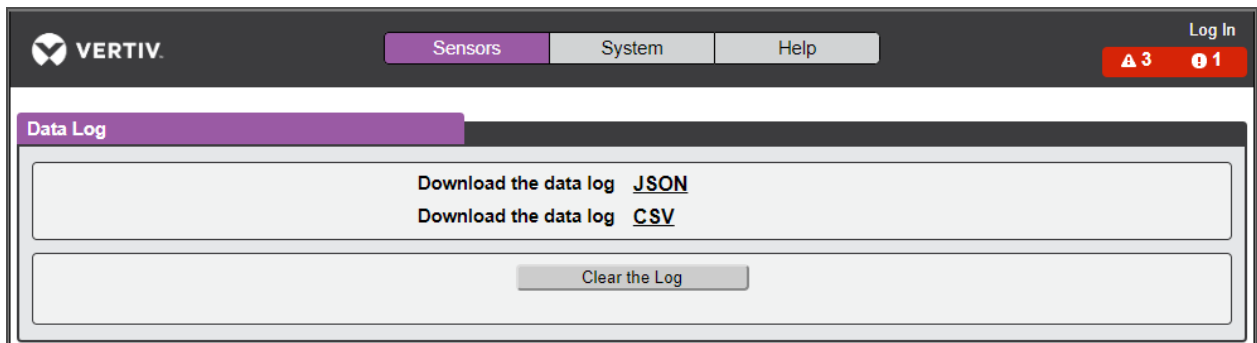 VERTIV.
Sensors System Help
Log In
3 1
Data Log
Download the data log JSON
Download the data log CSV
Clear the Log